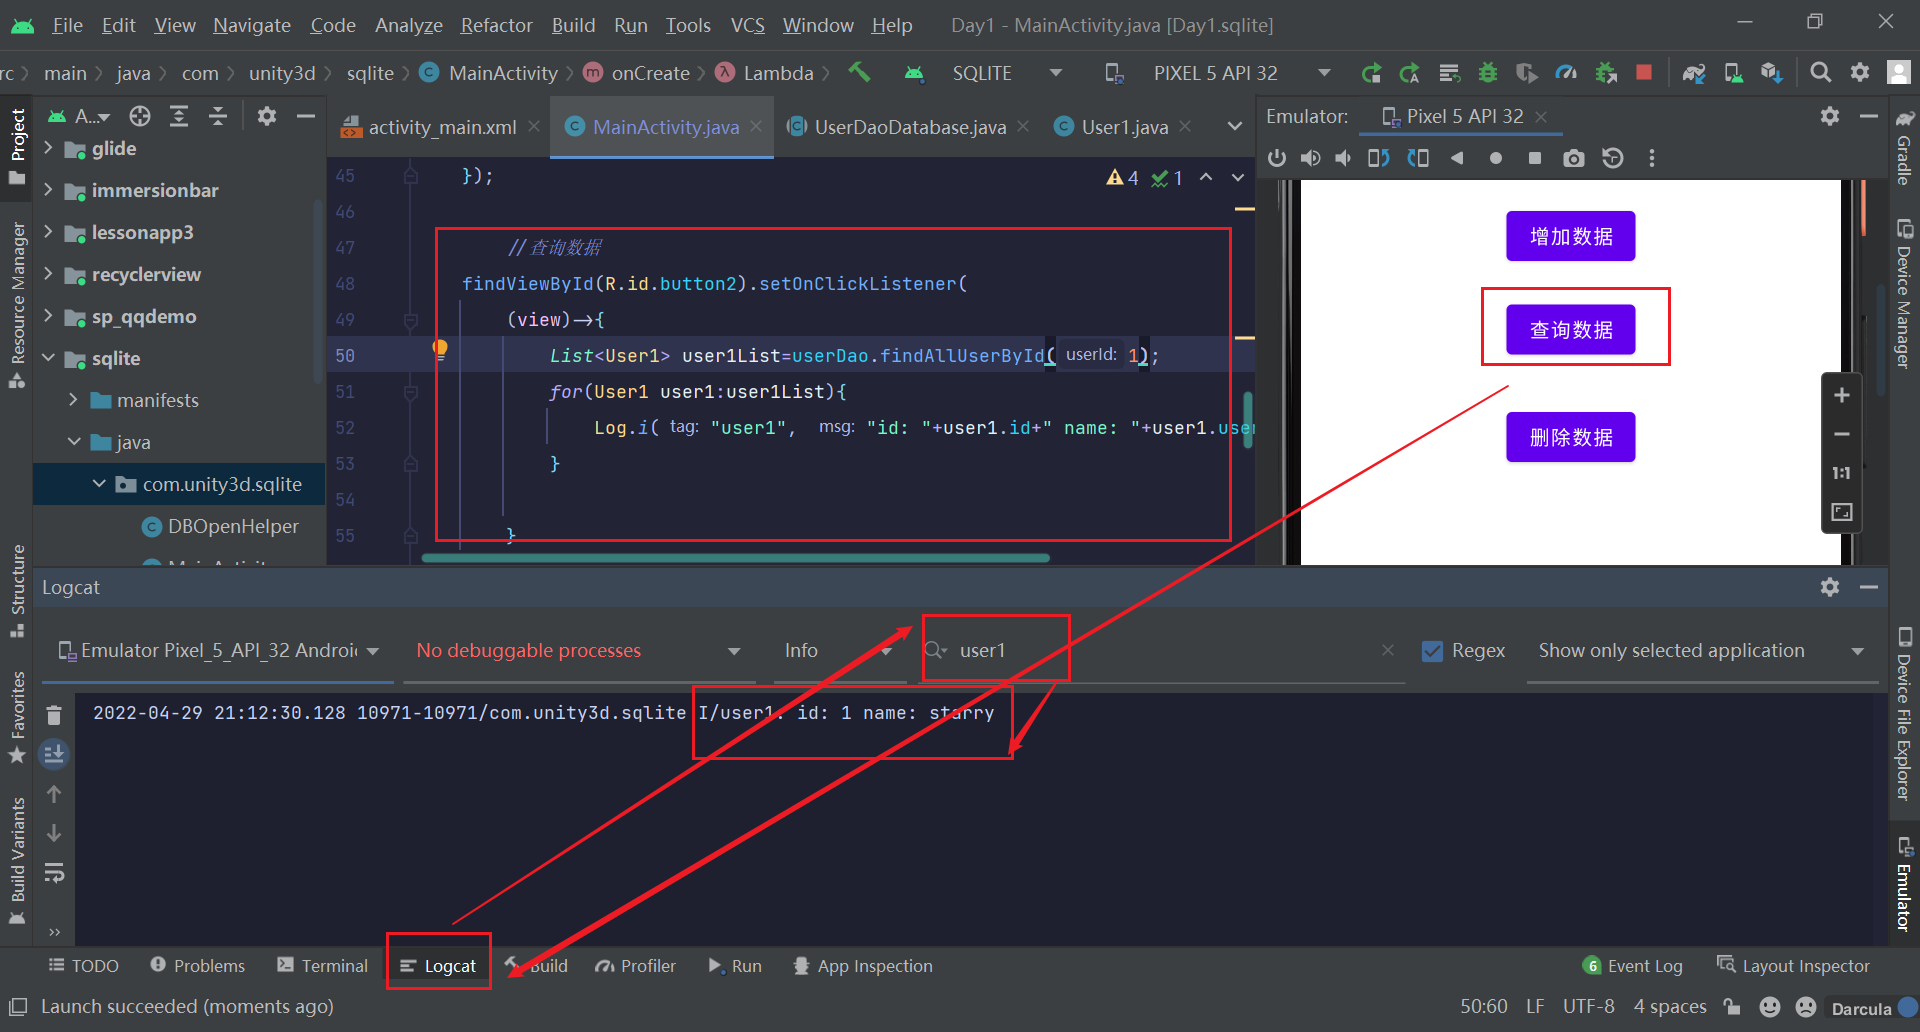 File Edit View Navigate Code Analyze Refactor Build Run Tools VCS Window Help Day1 - MainActivity.java [Day1.sqlite]
rc main java com unity3d sqlite MainActivity onCreate Lambda SQLITE PIXEL 5 API 32
Project
A...
glide
immersionbar
lessonapp3
recyclerview
sp_qqdemo
sqlite
manifests
java
com.unity3d.sqlite
DBOpenHelper
MainActivity
Resource Manager
Structure
Favorites
Build Variants
activity_main.xml MainActivity.java UserDaoDatabase.java User1.java
4 1
45 });
46
47 //查询数据
48 findViewById(R.id.button2).setOnClickListener(
49 (view)→{
50 List<User1> user1List=userDao.findAllUserById( userId: 1);
51 for(User1 user1:user1List){
52 Log.i( tag: "user1", msg: "id: "+user1.id+" name: "+user1.use
53 }
54
55 }
Emulator: Pixel 5 API 32
增加数据
查询数据
删除数据
1:1
Gradle
Device Manager
Device File Explorer
Emulator
Logcat
Emulator Pixel_5_API_32 Androi No debuggable processes Info user1 Regex Show only selected application
2022-04-29 21:12:30.128 10971-10971/com.unity3d.sqlite I/user1: id: 1 name: starry
TODO Problems Terminal Logcat Build Profiler Run App Inspection 6 Event Log Layout Inspector
Launch succeeded (moments ago) 50:60 LF UTF-8 4 spaces Darcula